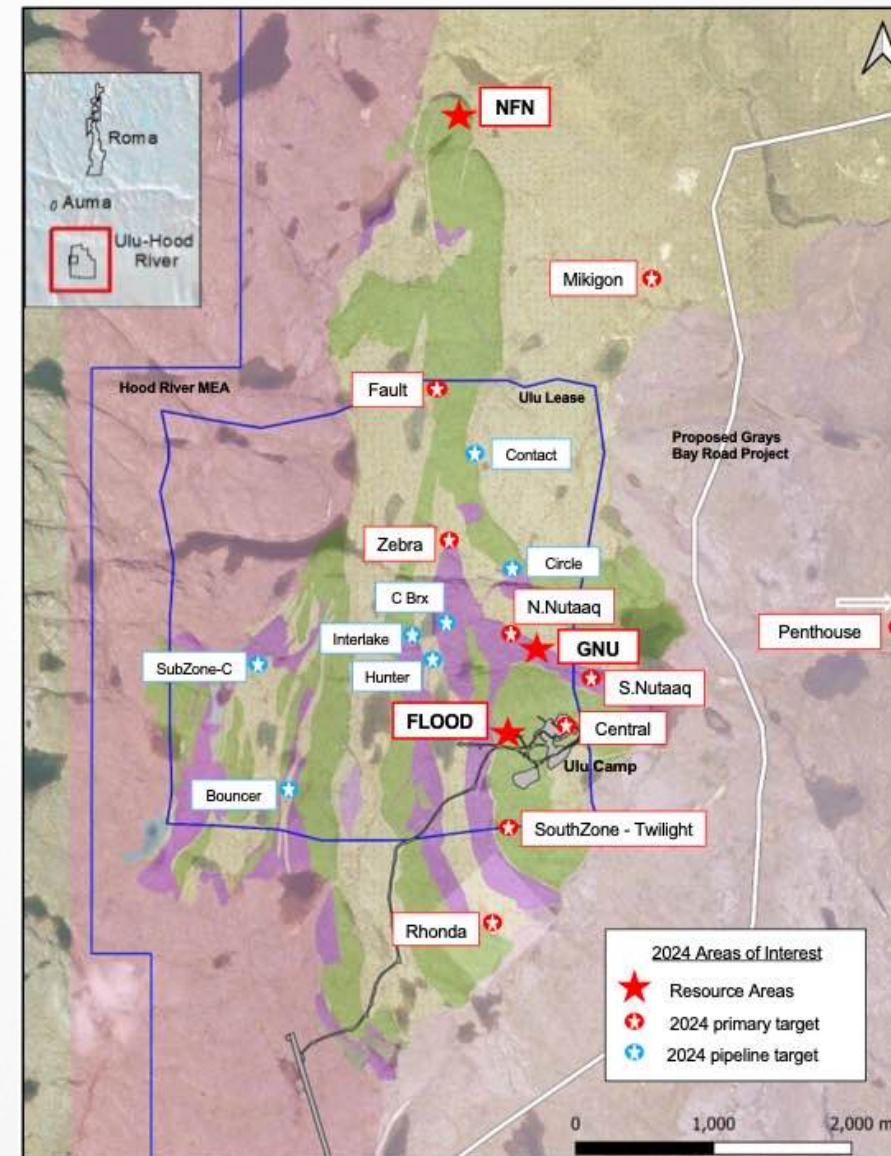 NFN
Roma
Auma
Ulu-Hood
River
Mikigon
Hood River MEA
Fault
Ulu Lease
Contact
Proposed Grays
Bay Road Project
Zebra
Circle
C Brx
N.Nutaaq
Interlake
Penthouse
GNU
SubZone-C
Hunter
S.Nutaaq
FLOOD
Central
Ulu Camp
Bouncer
SouthZone - Twilight
Rhonda
2024 Areas of Interest
Resource Areas
2024 primary target
2024 pipeline target
0 1,000 2,000 m